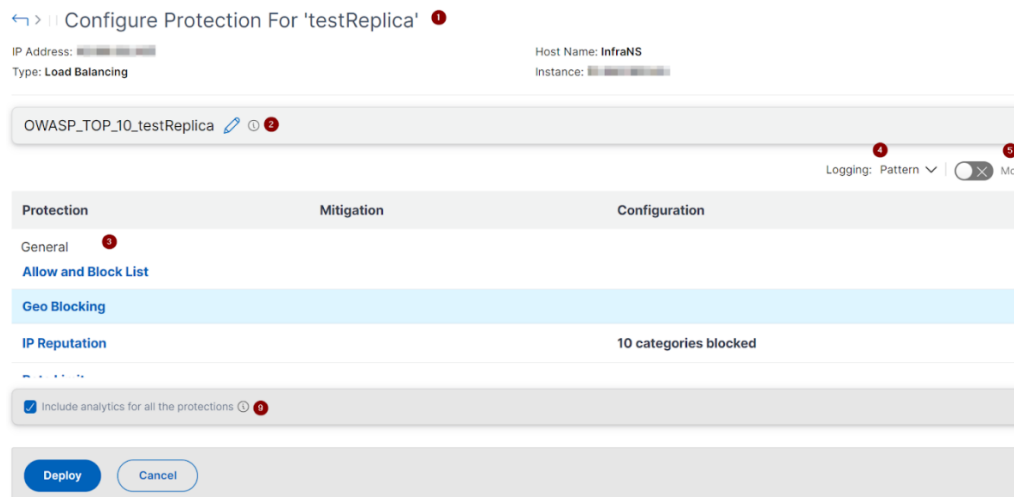 Configure Protection For 'testReplica' 1
IP Address:
Host Name: InfraNS
Type: Load Balancing
Instance:
OWASP_TOP_10_testReplica 2
4 5
Logging: Pattern Mo
Protection Mitigation Configuration
General 3
Allow and Block List
Geo Blocking
IP Reputation 10 categories blocked
Include analytics for all the protections 9
Deploy Cancel